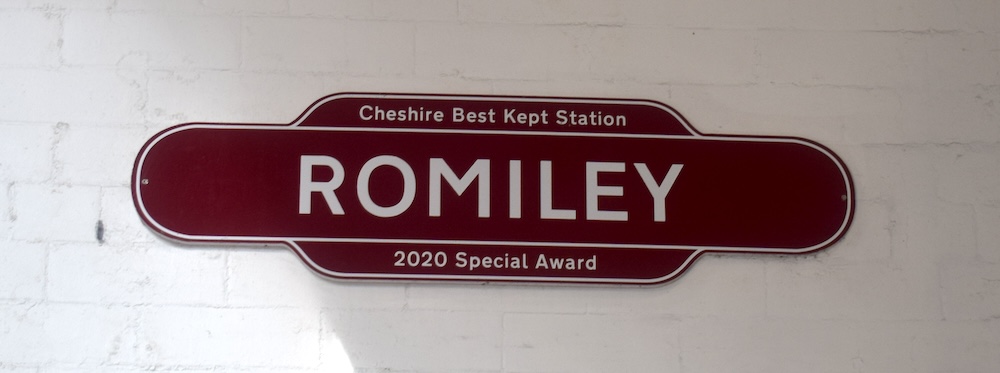 Cheshire Best Kept Station
ROMILEY
2020 Special Award